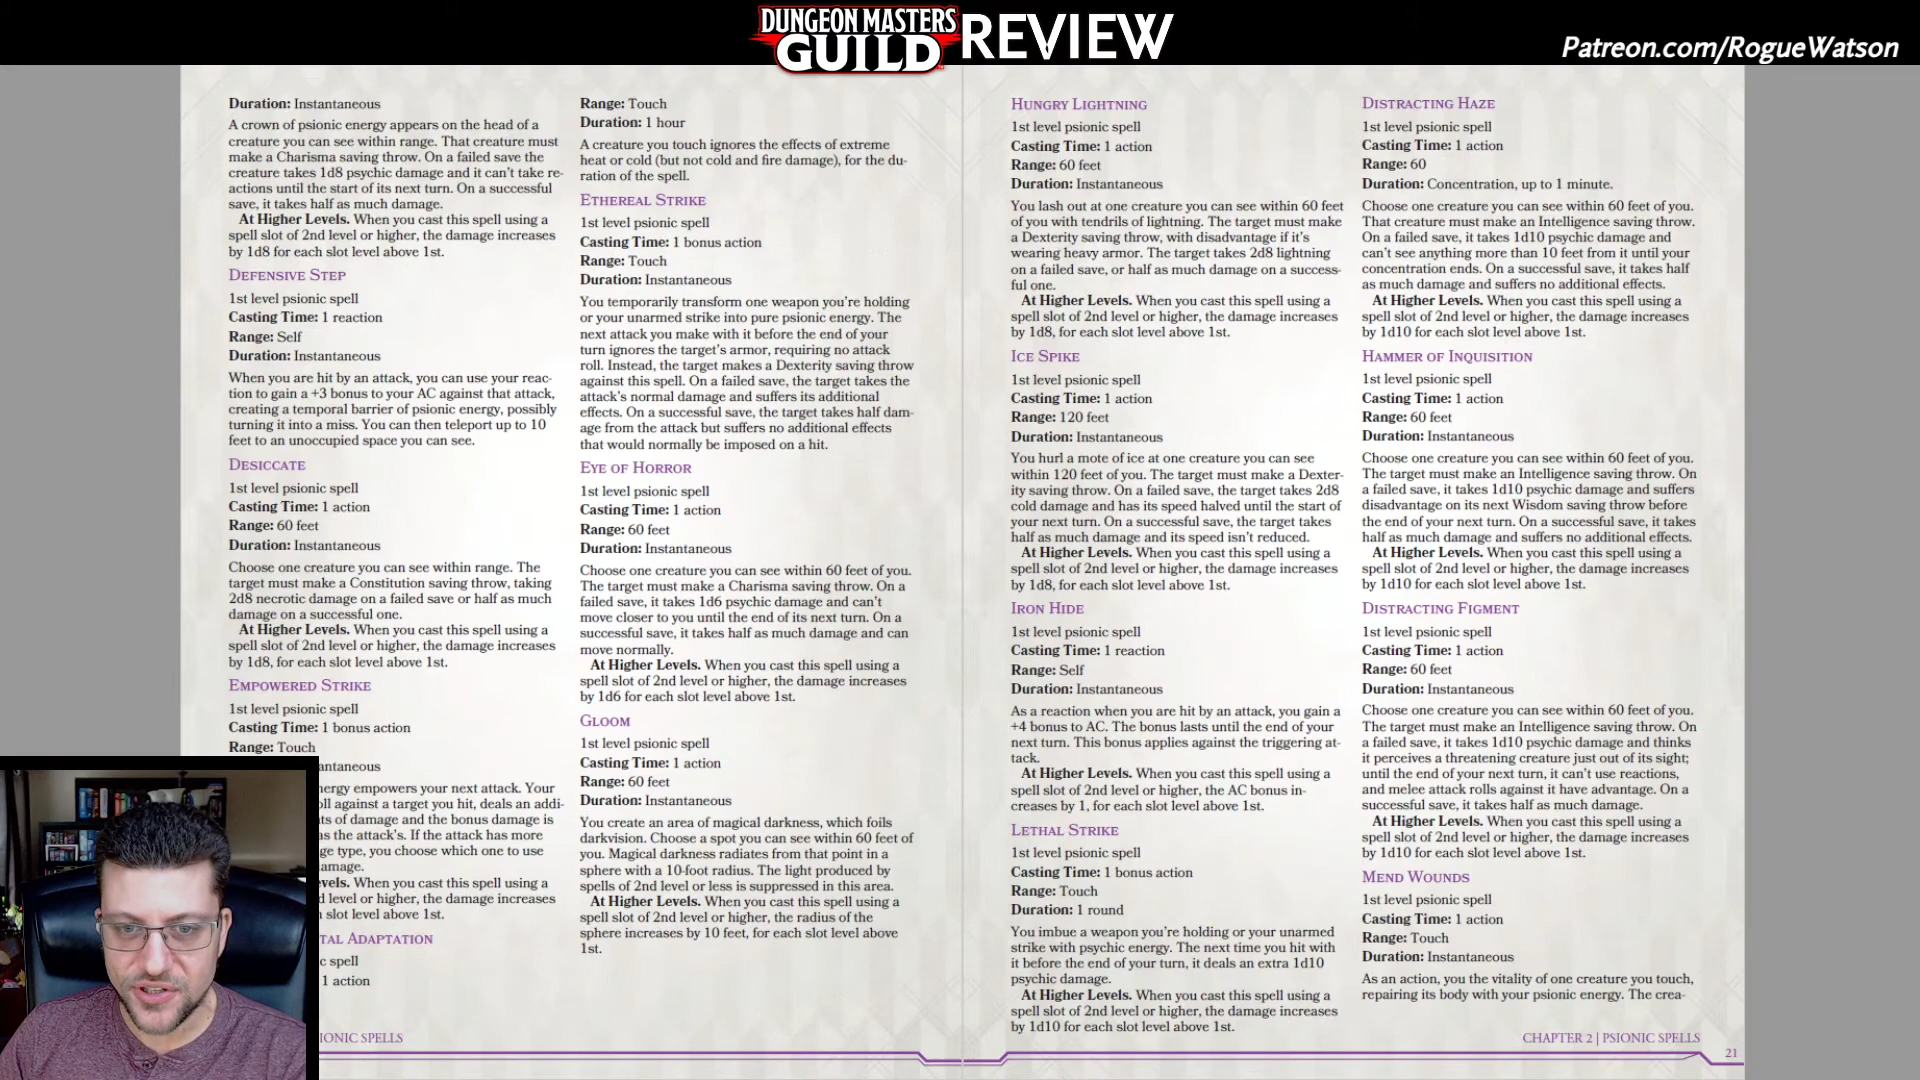 DUNGEON MASTERS
GUILD
REVIEW
Patreon.com/RogueWatson
Duration: Instantaneous
A crown of psionic energy appears on the head of a
creature you can see within range. That creature must
make a Charisma saving throw. On a failed save the
creature takes 1d8 psychic damage and it can't take re-
actions until the start of its next turn. On a successful
save, it takes half as much damage.
At Higher Levels. When you cast this spell using a
spell slot of 2nd level or higher, the damage increases
by 1d8 for each slot level above 1st.
DEFENSIVE STEP
1st level psionic spell
Casting Time: 1 reaction
Range: Self
Duration: Instantaneous
When you are hit by an attack, you can use your reac-
tion to gain a +3 bonus to your AC against that attack,
creating a temporal barrier of psionic energy, possibly
turning it into a miss. You can then teleport up to 10
feet to an unoccupied space you can see.
DESICCATE
1st level psionic spell
Casting Time: 1 action
Range: 60 feet
Duration: Instantaneous
Choose one creature you can see within range. The
target must make a Constitution saving throw, taking
2d8 necrotic damage on a failed save or half as much
damage on a successful one.
At Higher Levels. When you cast this spell using a
spell slot of 2nd level or higher, the damage increases
by 1d8, for each slot level above 1st.
EMPOWERED STRIKE
1st level psionic spell
Casting Time: 1 bonus action
Range: Touch
antaneous
ergy empowers your next attack. Your
ll against a target you hit, deals an addi-
ts of damage and the bonus damage is
as the attack's. If the attack has more
ge type, you choose which one to use
amage.
vels. When you cast this spell using a
d level or higher, the damage increases
slot level above 1st.
TAL ADAPTATION
c spell
1 action
IONIC SPELLS
Range: Touch
Duration: 1 hour
A creature you touch ignores the effects of extreme
heat or cold (but not cold and fire damage), for the du-
ration of the spell.
ETHEREAL STRIKE
1st level psionic spell
Casting Time: 1 bonus action
Range: Touch
Duration: Instantaneous
You temporarily transform one weapon you're holding
or your unarmed strike into pure psionic energy. The
next attack you make with it before the end of your
turn ignores the target's armor, requiring no attack
roll. Instead, the target makes a Dexterity saving throw
against this spell. On a failed save, the target takes the
attack's normal damage and suffers its additional
effects. On a successful save, the target takes half dam-
age from the attack but suffers no additional effects
that would normally be imposed on a hit.
EYE OF HORROR
1st level psionic spell
Casting Time: 1 action
Range: 60 feet
Duration: Instantaneous
Choose one creature you can see within 60 feet of you.
The target must make a Charisma saving throw. On a
failed save, it takes 1d6 psychic damage and can't
move closer to you until the end of its next turn. On a
successful save, it takes half as much damage and can
move normally.
At Higher Levels. When you cast this spell using a
spell slot of 2nd level or higher, the damage increases
by 1d6 for each slot level above 1st.
GLOOM
1st level psionic spell
Casting Time: 1 action
Range: 60 feet
Duration: Instantaneous
You create an area of magical darkness, which foils
darkvision. Choose a spot you can see within 60 feet of
you. Magical darkness radiates from that point in a
sphere with a 10-foot radius. The light produced by
spells of 2nd level or less is suppressed in this area.
At Higher Levels. When you cast this spell using a
spell slot of 2nd level or higher, the radius of the
sphere increases by 10 feet, for each slot level above
1st.
HUNGRY LIGHTNING
1st level psionic spell
Casting Time: 1 action
Range: 60 feet
Duration: Instantaneous
You lash out at one creature you can see within 60 feet
of you with tendrils of lightning. The target must make
a Dexterity saving throw, with disadvantage if it's
wearing heavy armor. The target takes 2d8 lightning
on a failed save, or half as much damage on a success-
ful one.
At Higher Levels. When you cast this spell using a
spell slot of 2nd level or higher, the damage increases
by 1d8, for each slot level above 1st.
ICE SPIKE
1st level psionic spell
Casting Time: 1 action
Range: 120 feet
Duration: Instantaneous
You hurl a mote of ice at one creature you can see
within 120 feet of you. The target must make a Dexter-
ity saving throw. On a failed save, the target takes 2d8
cold damage and has its speed halved until the start of
your next turn. On a successful save, the target takes
half as much damage and its speed isn't reduced.
At Higher Levels. When you cast this spell using a
spell slot of 2nd level or higher, the damage increases
by 1d8, for each slot level above 1st.
IRON HIDE
1st level psionic spell
Casting Time: 1 reaction
Range: Self
Duration: Instantaneous
As a reaction when you are hit by an attack, you gain a
+4 bonus to AC. The bonus lasts until the end of your
next turn. This bonus applies against the triggering at-
tack.
At Higher Levels. When you cast this spell using a
spell slot of 2nd level or higher, the AC bonus in-
creases by 1, for each slot level above 1st.
LETHAL STRIKE
1st level psionic spell
Casting Time: 1 bonus action
Range: Touch
Duration: 1 round
You imbue a weapon you're holding or your unarmed
strike with psychic energy. The next time you hit with
it before the end of your turn, it deals an extra 1d10
psychic damage.
At Higher Levels. When you cast this spell using a
spell slot of 2nd level or higher, the damage increases
by 1d10 for each slot level above 1st.
DISTRACTING HAZE
1st level psionic spell
Casting Time: 1 action
Range: 60
Duration: Concentration, up to 1 minute.
Choose one creature you can see within 60 feet of you.
That creature must make an Intelligence saving throw.
On a failed save, it takes 1d10 psychic damage and
can't see anything more than 10 feet from it until your
concentration ends. On a successful save, it takes half
as much damage and suffers no additional effects.
At Higher Levels. When you cast this spell using a
spell slot of 2nd level or higher, the damage increases
by 1d10 for each slot level above 1st.
HAMMER OF INQUISITION
1st level psionic spell
Casting Time: 1 action
Range: 60 feet
Duration: Instantaneous
Choose one creature you can see within 60 feet of you.
The target must make an Intelligence saving throw. On
a failed save, it takes 1d10 psychic damage and suffers
disadvantage on its next Wisdom saving throw before
the end of your next turn. On a successful save, it takes
half as much damage and suffers no additional effects.
At Higher Levels. When you cast this spell using a
spell slot of 2nd level or higher, the damage increases
by 1d10 for each slot level above 1st.
DISTRACTING FIGMENT
1st level psionic spell
Casting Time: 1 action
Range: 60 feet
Duration: Instantaneous
Choose one creature you can see within 60 feet of you.
The target must make an Intelligence saving throw. On
a failed save, it takes 1d10 psychic damage and thinks
it perceives a threatening creature just out of its sight;
until the end of your next turn, it can't use reactions,
and melee attack rolls against it have advantage. On a
successful save, it takes half as much damage.
At Higher Levels. When you cast this spell using a
spell slot of 2nd level or higher, the damage increases
by 1d10 for each slot level above 1st.
MEND WOUNDS
1st level psionic spell
Casting Time: 1 action
Range: Touch
Duration: Instantaneous
As an action, you the vitality of one creature you touch,
repairing its body with your psionic energy. The crea-
CHAPTER 2 | PSIONIC SPELLS
21